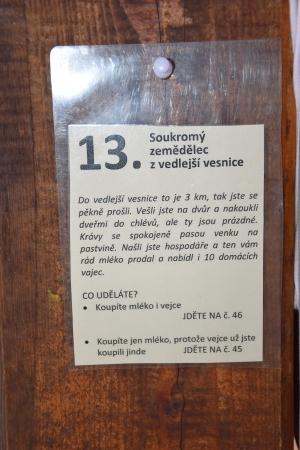 13.
Soukromý
zemědělec
z vedlejší vesnice
Do vedlejší vesnice to je 3 km, tak jste se
pěkně prošli. Vešli jste na dvůr a nakoukli
dveřmi do chlévů, ale ty jsou prázdné.
Krávy se spokojeně pasou venku na
pastvině. Našli jste hospodáře a ten vám
rád mléko prodal a nabídl i 10 domácích
vajec.
CO UDĚLÁTE?
• Koupíte mléko i vejce
JDĚTE NA č. 46
• Koupíte jen mléko, protože vejce už jste
koupili jinde JDĚTE NA č. 45